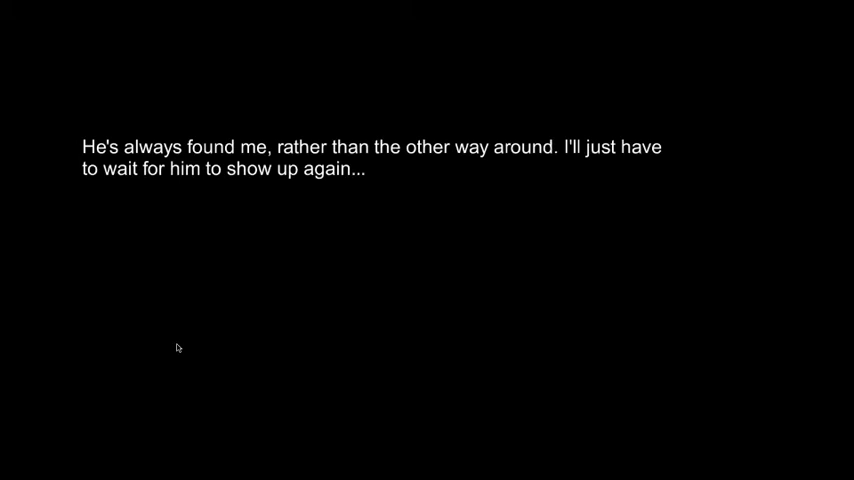 He's always found me, rather than the other way around. I'll just have
to wait for him to show up again...